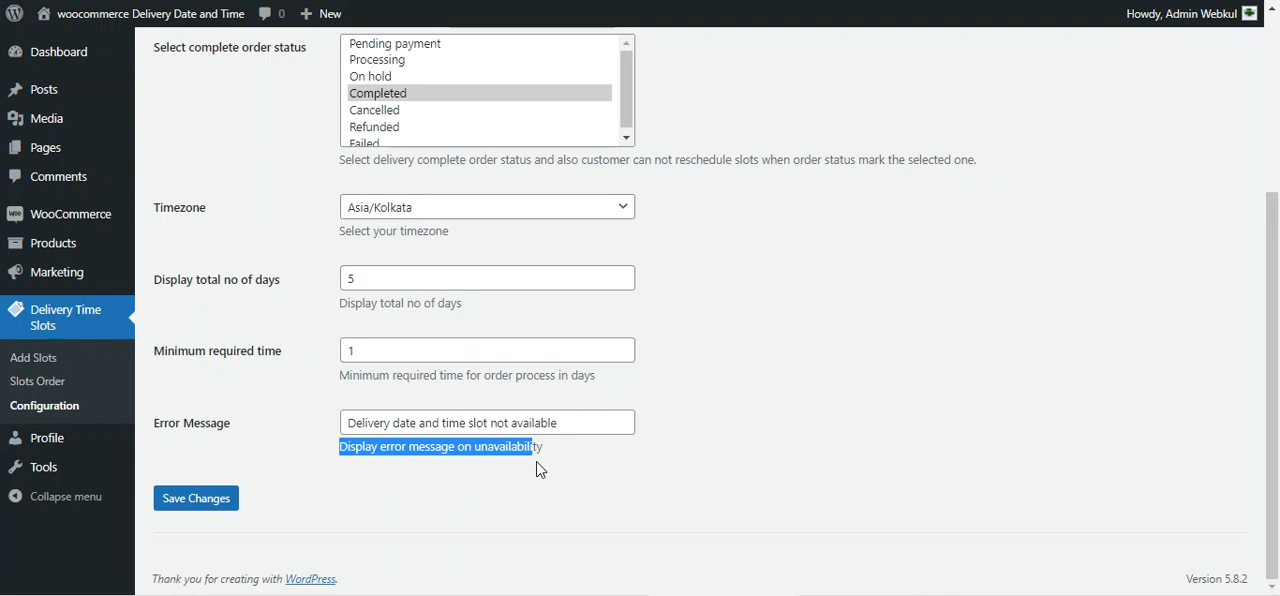 woocommerce Delivery Date and Time 0 New Howdy, Admin Webkul
Dashboard
Posts
Media
Pages
Comments
WooCommerce
Products
Marketing
Delivery Time
Slots
Add Slots
Slots Order
Configuration
Profile
Tools
Collapse menu
Select complete order status
Pending payment
Processing
On hold
Completed
Cancelled
Refunded
Failed
Select delivery complete order status and also customer can not reschedule slots when order status mark the selected one.
Timezone Asia/Kolkata
Select your timezone
Display total no of days 5
Display total no of days
Minimum required time 1
Minimum required time for order process in days
Error Message Delivery date and time slot not available
Display error message on unavailability
Save Changes
Thank you for creating with WordPress. Version 5.8.2